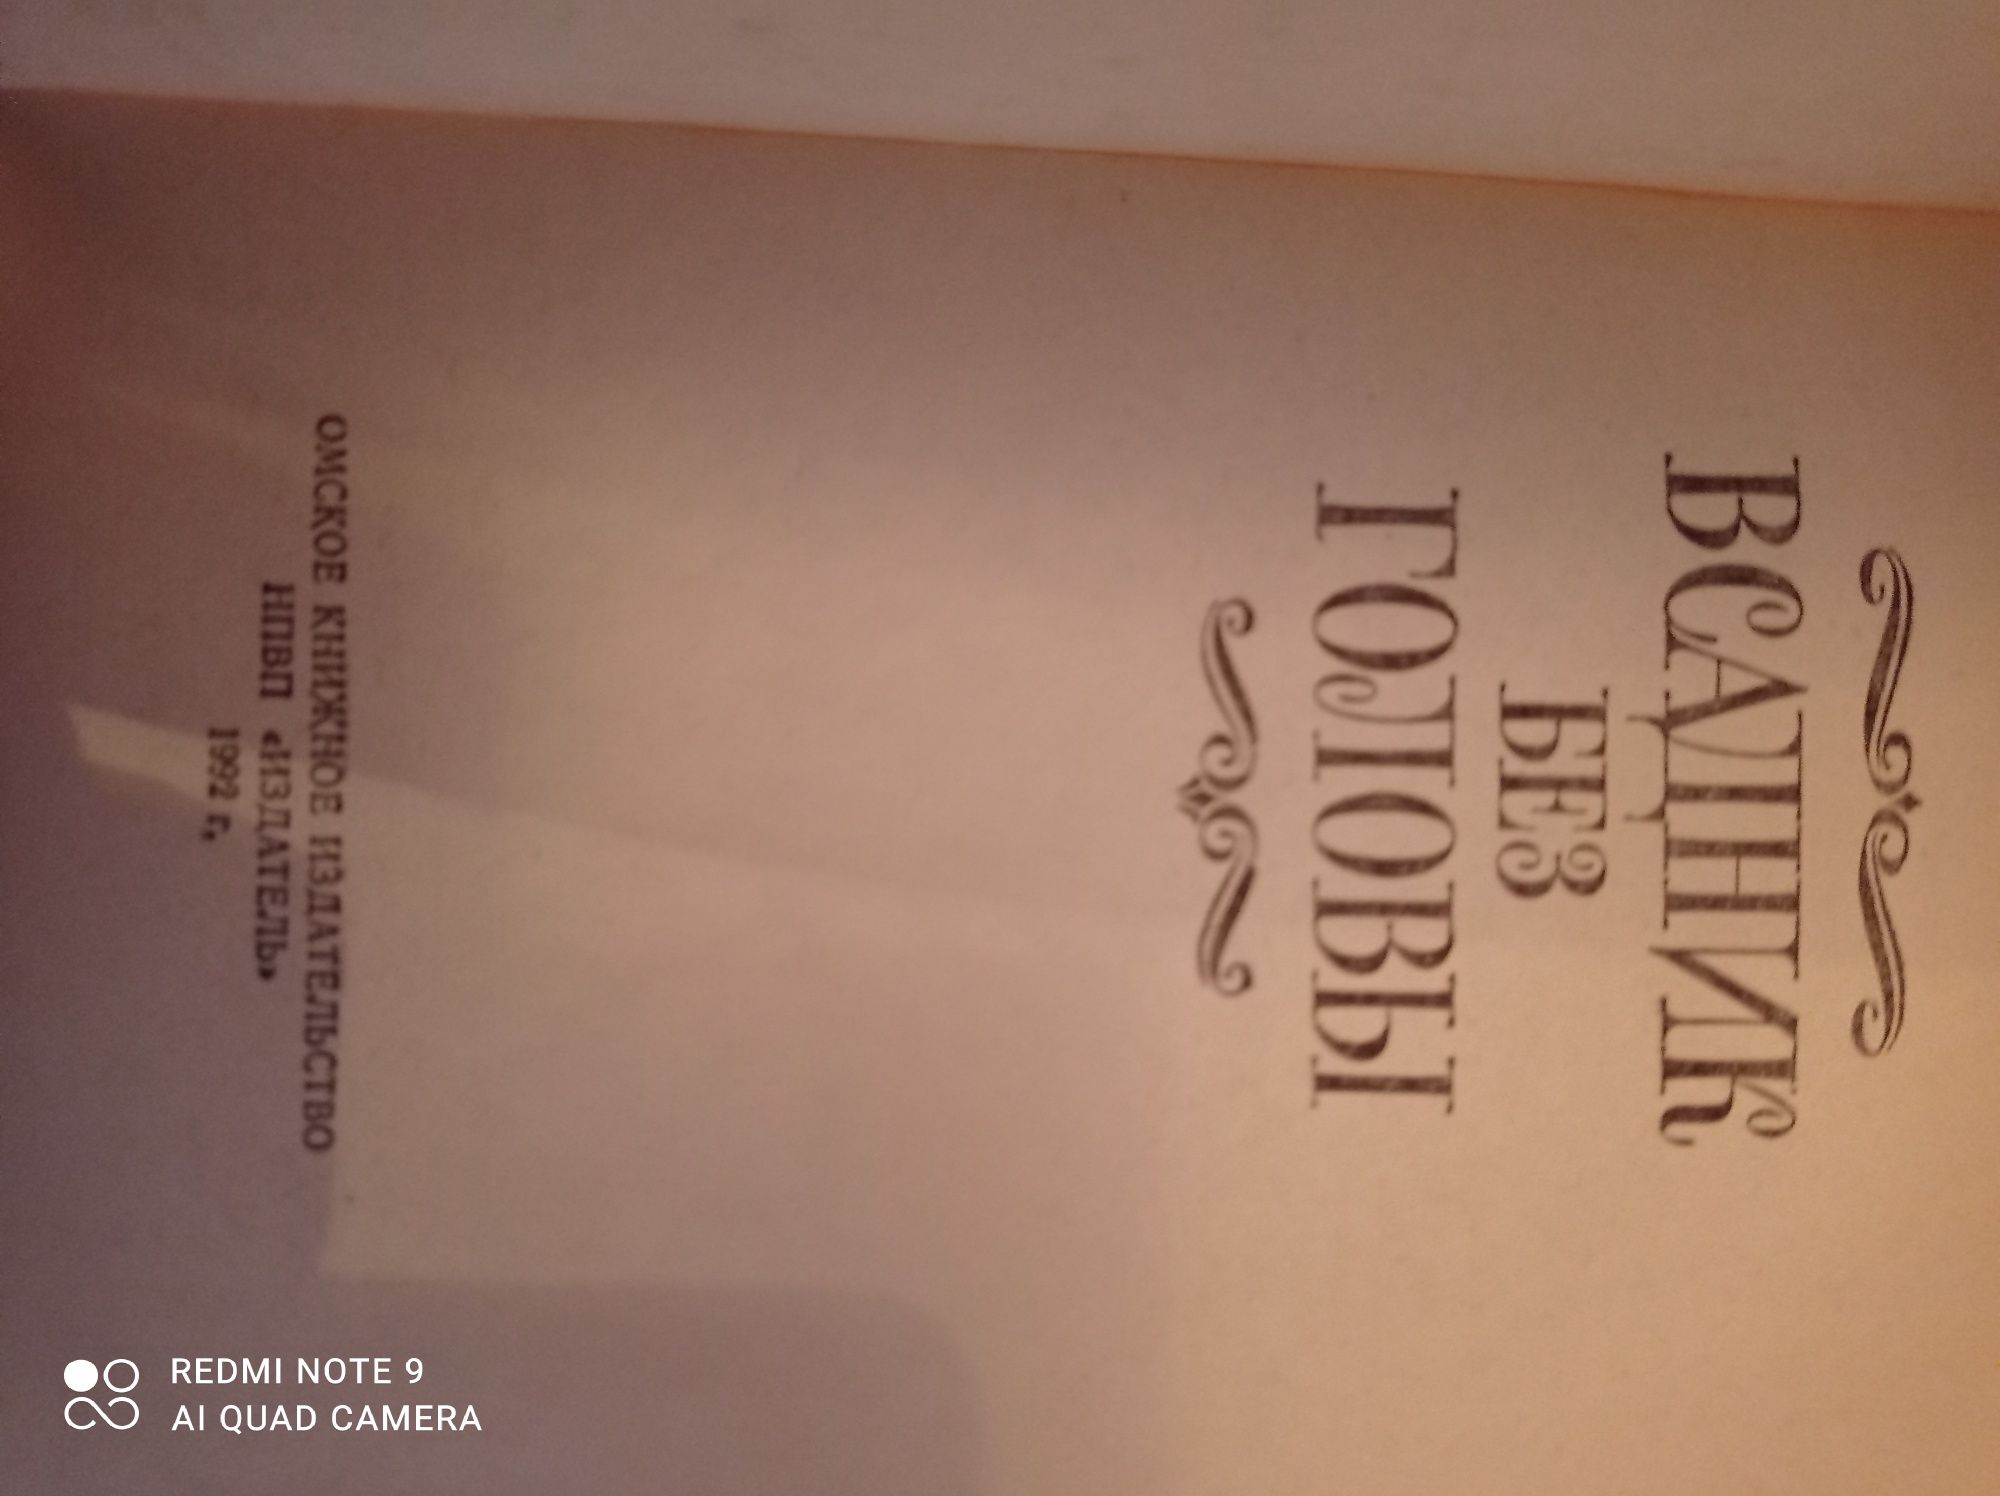 ВСАДНИК
БЕЗ
ГОЛОВЫ
ОМСКОЕ КНИЖНОЕ ИЗДАТЕЛЬСТВО
НПВП «ИЗДАТЕЛЬ»
1992 г.
REDMI NOTE 9
AI QUAD CAMERA